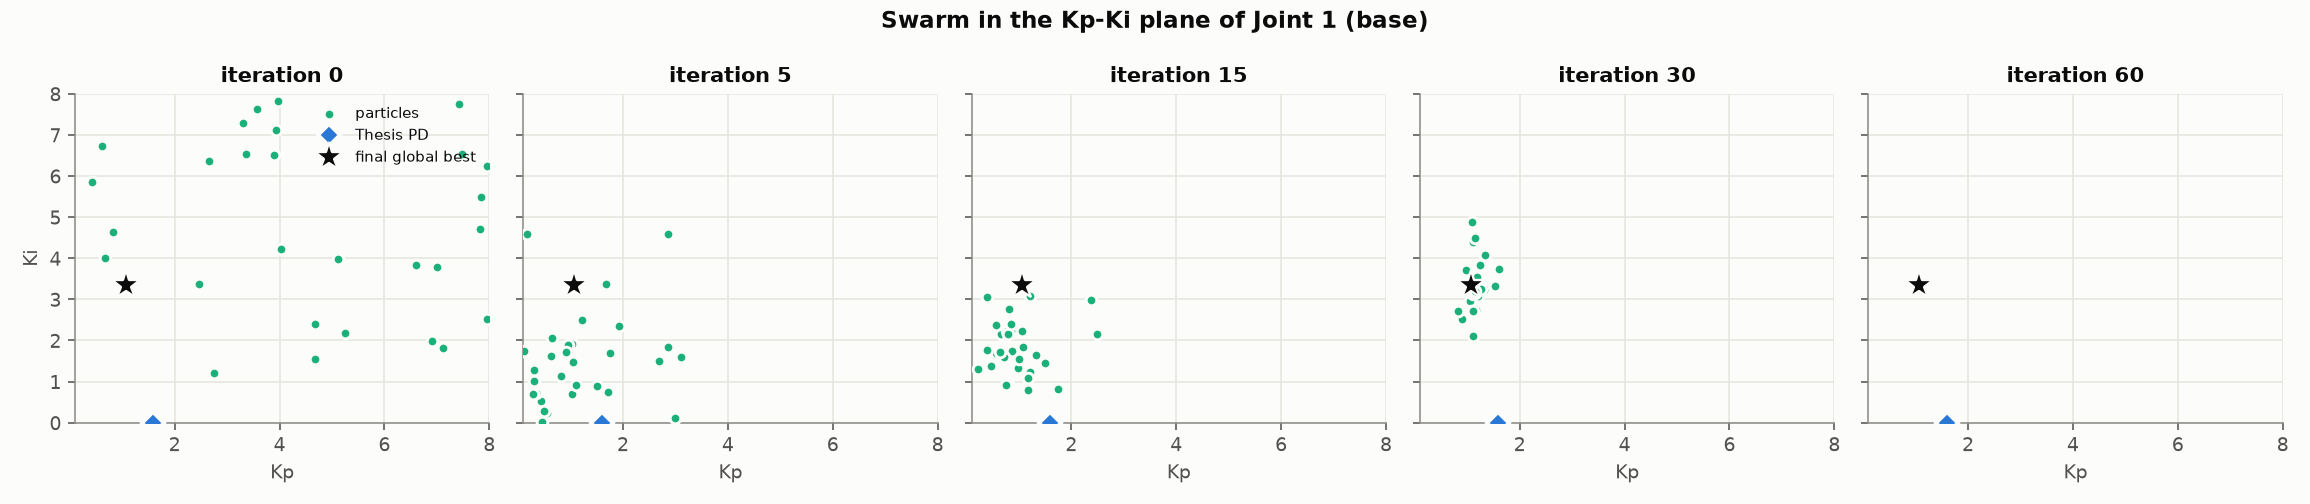 Swarm in the Kp-Ki plane of Joint 1 (base)
iteration 0
iteration 5
iteration 15
iteration 30
iteration 60
particles
Thesis PD
final global best
Ki
8
7
6
5
4
3
2
1
0
2 4 6 8
2 4 6 8
2 4 6 8
2 4 6 8
2 4 6 8
Kp
Kp
Kp
Kp
Kp